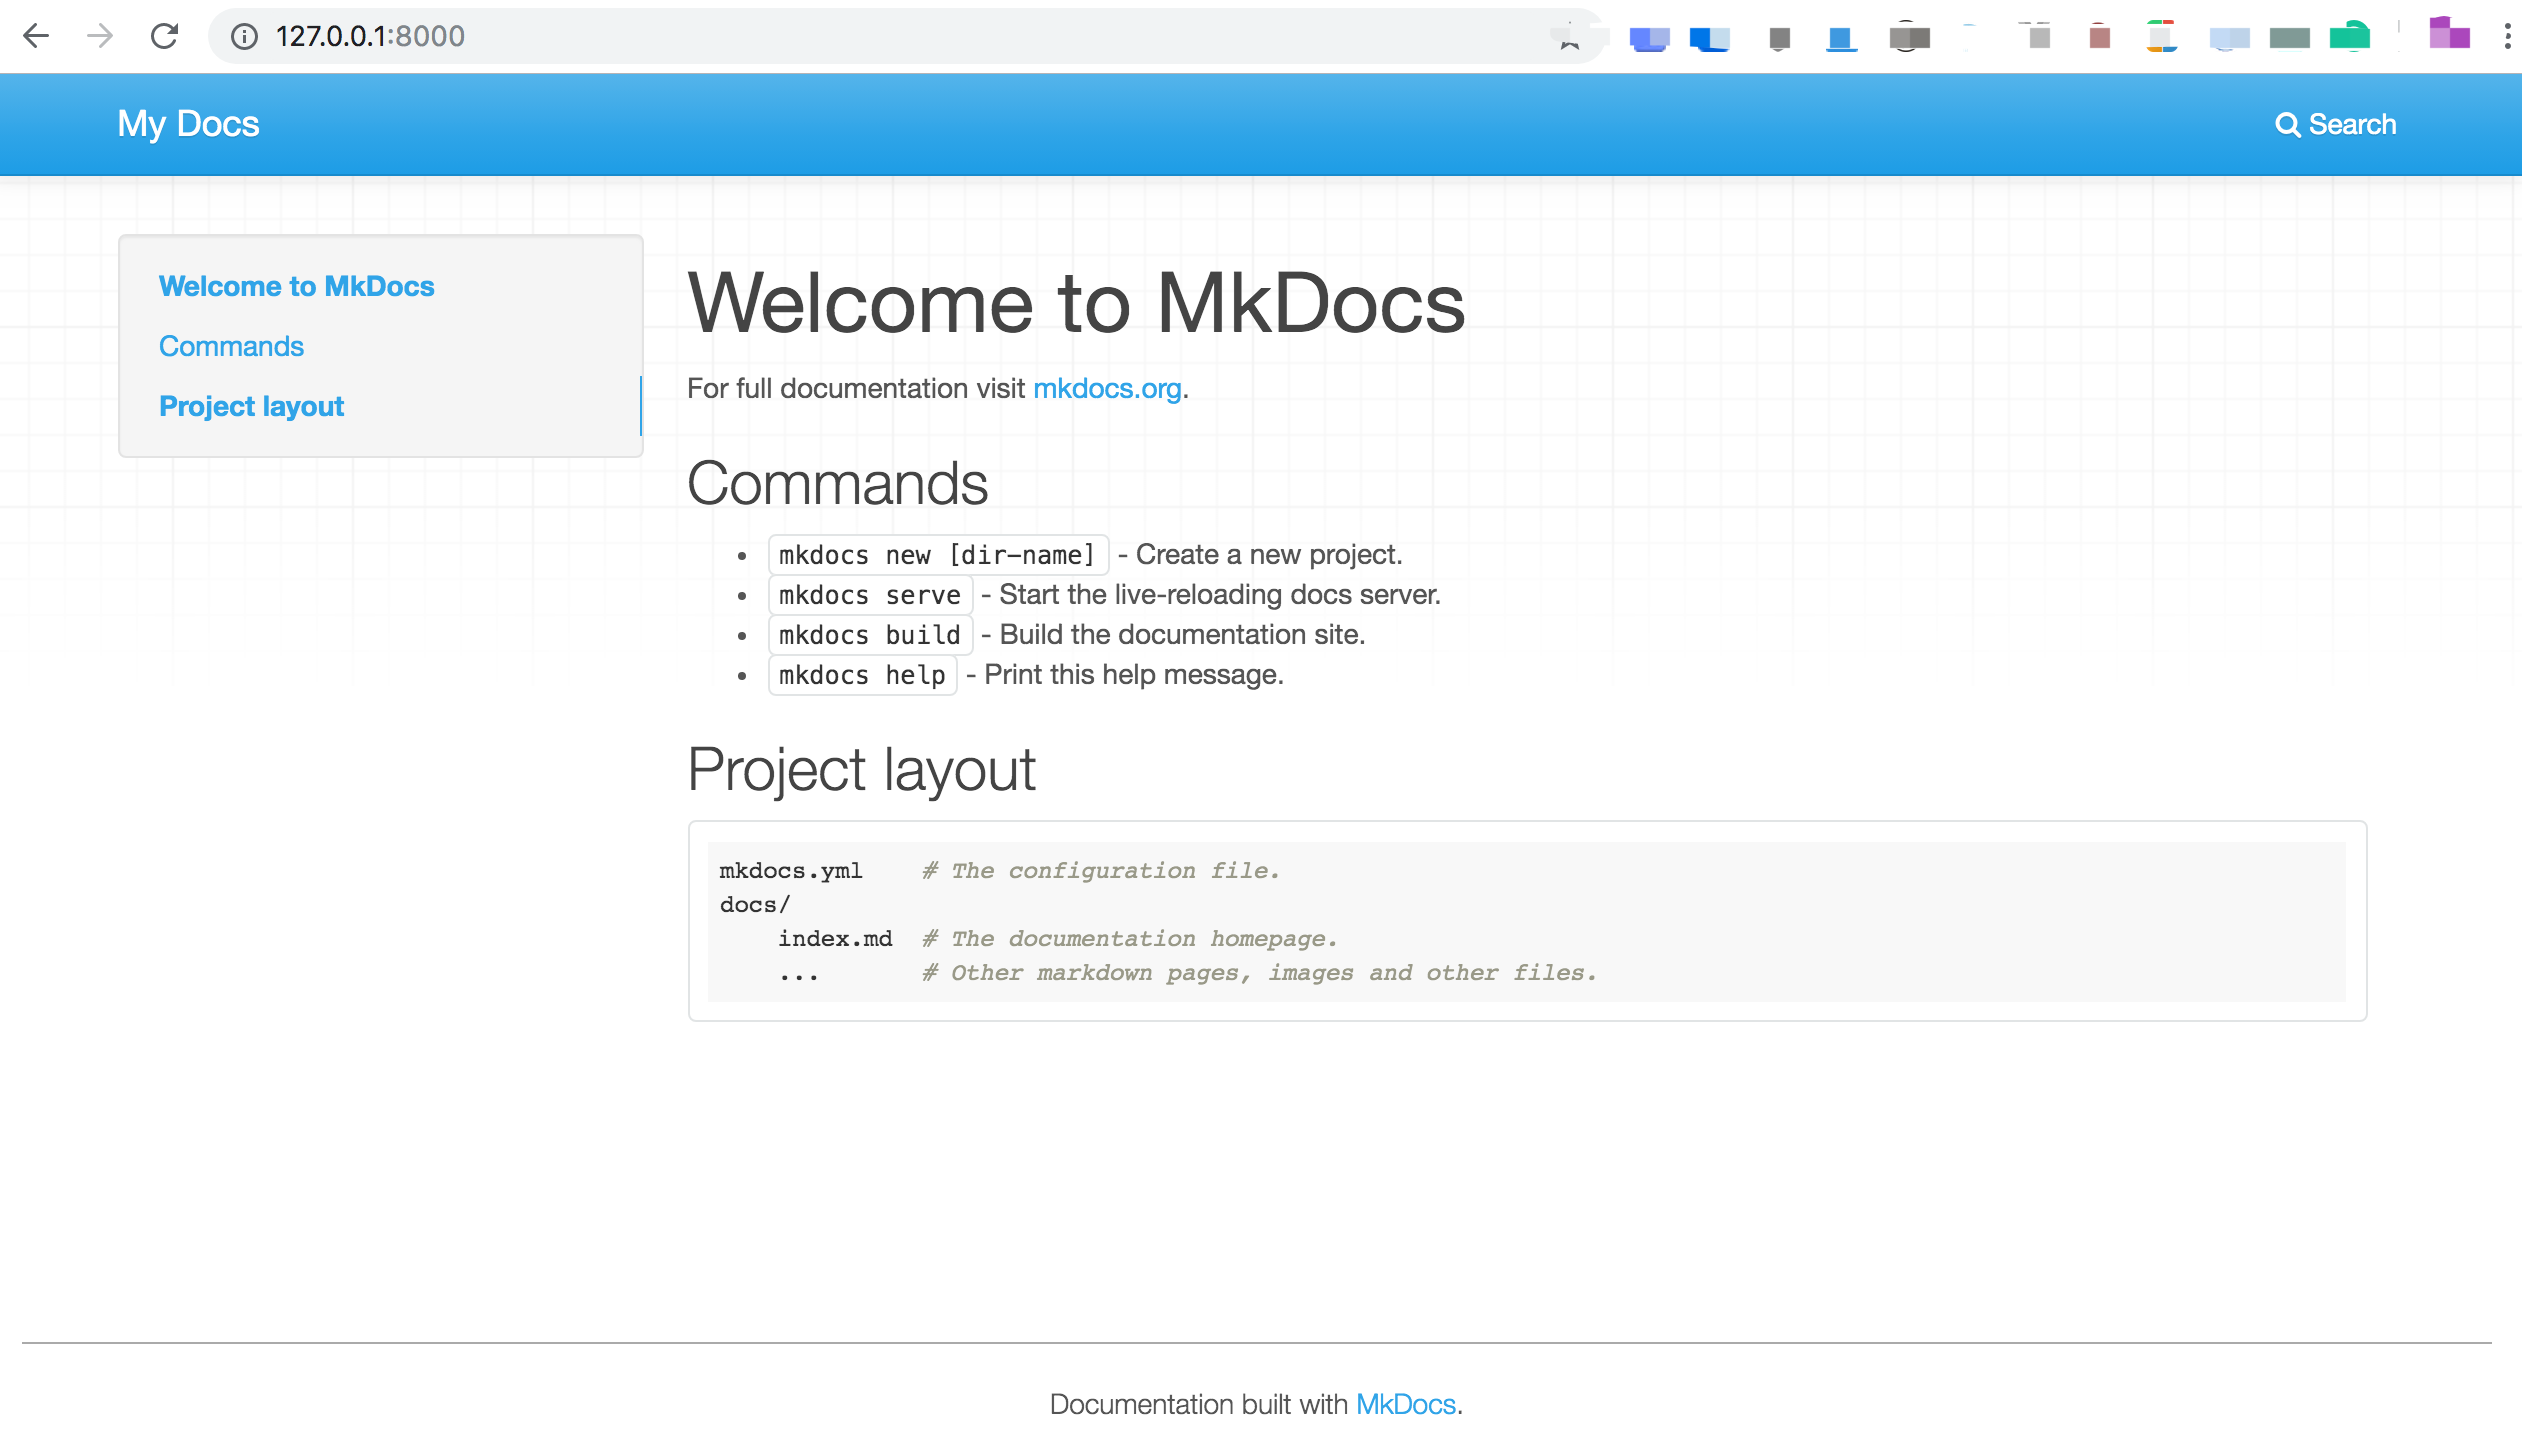 127.0.0.1:8000
My Docs
Search
Welcome to MkDocs
Commands
Project layout
Welcome to MkDocs
For full documentation visit mkdocs.org.
Commands
• mkdocs new [dir-name] - Create a new project.
• mkdocs serve - Start the live-reloading docs server.
• mkdocs build - Build the documentation site.
• mkdocs help - Print this help message.
Project layout
mkdocs.yml    # The configuration file.
docs/
    index.md  # The documentation homepage.
    ...       # Other markdown pages, images and other files.
Documentation built with MkDocs.